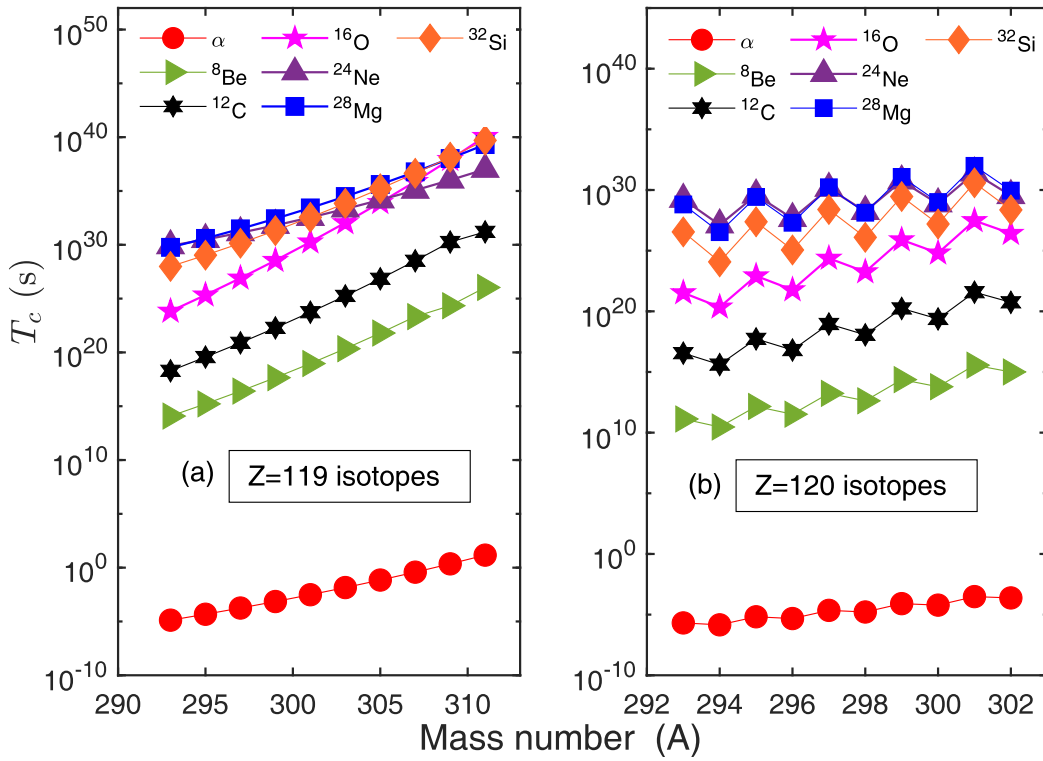 T_c (s)
10^50
10^40
10^30
10^20
10^10
10^0
10^-10
α
^8Be
^12C
^16O
^24Ne
^28Mg
^32Si
(a) Z=119 isotopes
290 295 300 305 310
10^40
10^30
10^20
10^10
10^0
10^-10
α
^8Be
^12C
^16O
^24Ne
^28Mg
^32Si
(b) Z=120 isotopes
292 294 296 298 300 302
Mass number (A)